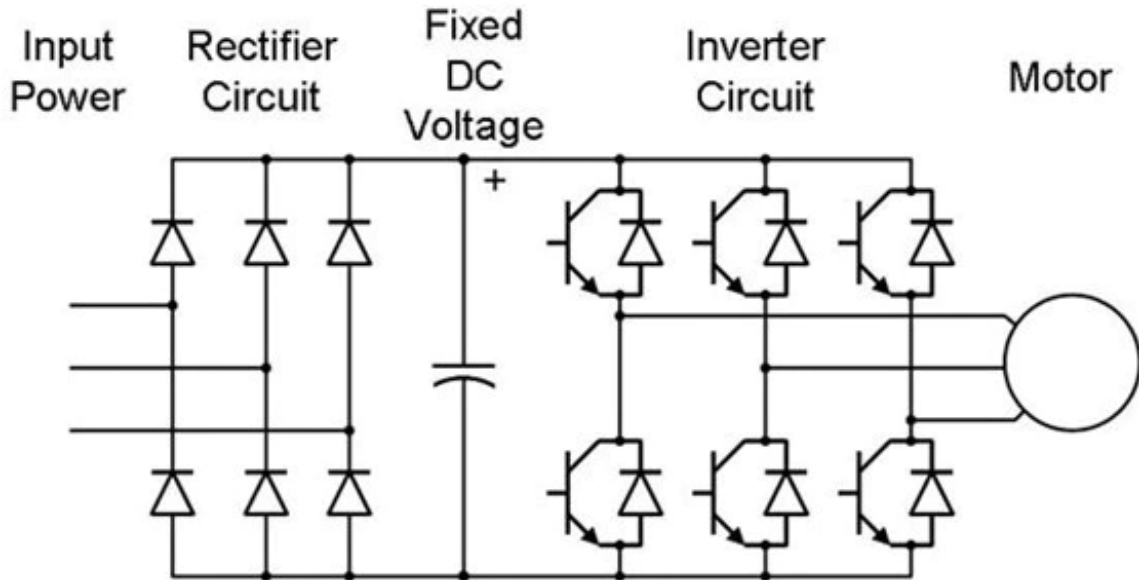 Input
Power
Rectifier
Circuit
Fixed
DC
Voltage
+
Inverter
Circuit
Motor